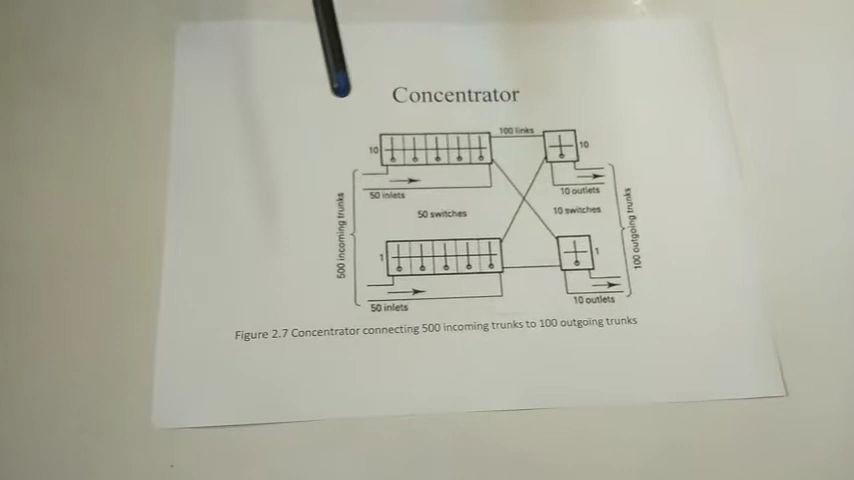 Concentrator
100 links
10
10
50 inlets
10 outlets
500 incoming trunks
50 switches
10 switches
100 outgoing trunks
1
1
50 inlets
10 outlets
Figure 2.7 Concentrator connecting 500 incoming trunks to 100 outgoing trunks